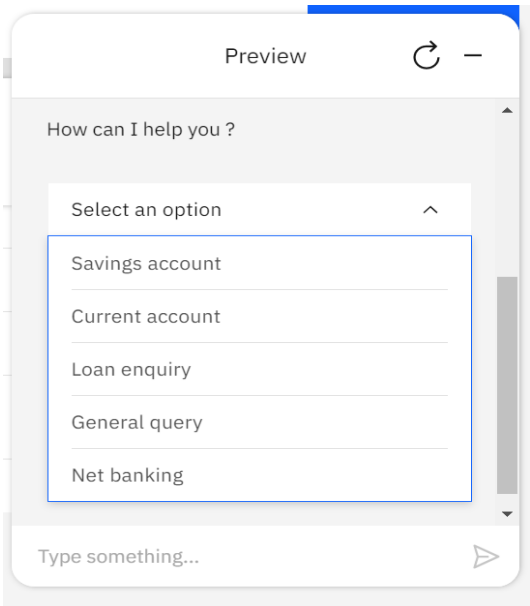 Preview
How can I help you ?
Select an option
Savings account
Current account
Loan enquiry
General query
Net banking
Type something...